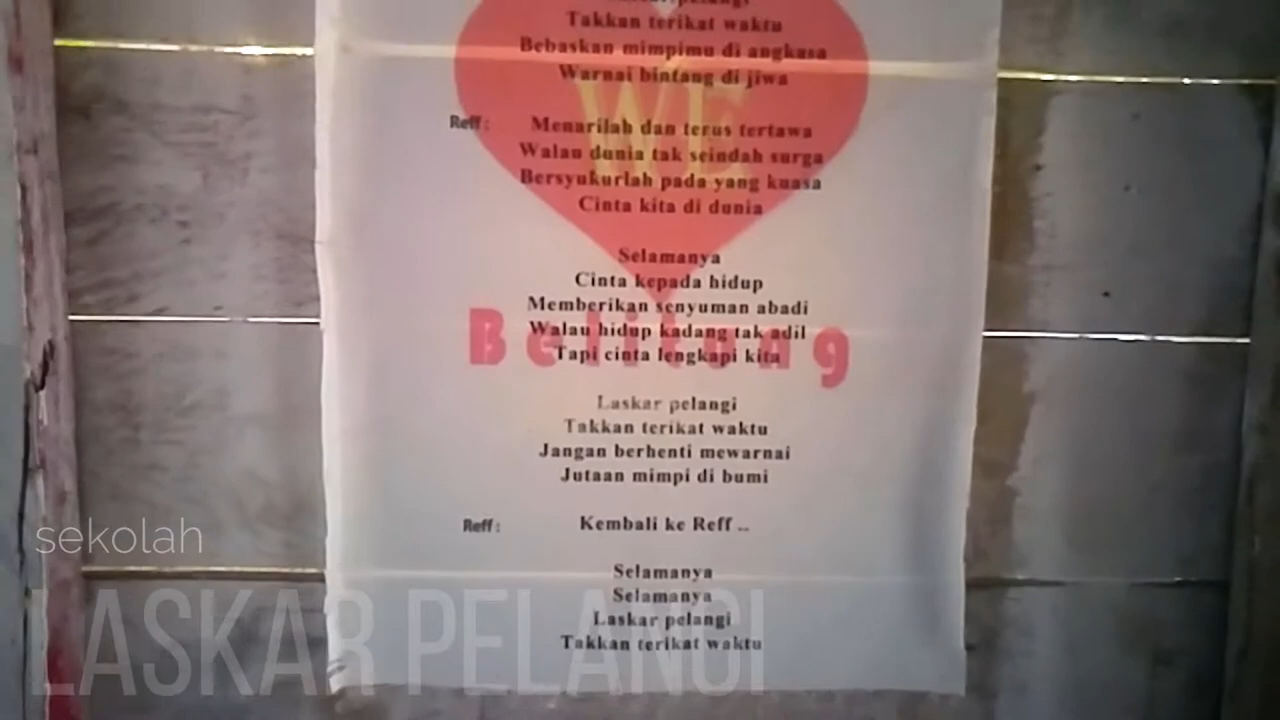 Takkan terikat waktu
Bebaskan mimpimu di angkasa
Warnai bintang di jiwa
WE
Reff : Menarilah dan terus tertawa
Walau dunia tak seindah surga
Bersyukurlah pada yang kuasa
Cinta kita di dunia
Selamanya
Cinta kepada hidup
Memberikan senyuman abadi
Walau hidup kadang tak adil
Tapi cinta lengkapi kita
Belitung
Laskar pelangi
Takkan terikat waktu
Jangan berhenti mewarnai
Jutaan mimpi di bumi
Reff : Kembali ke Reff ..
Selamanya
Selamanya
Laskar pelangi
Takkan terikat waktu
sekolah
LASKAR PELANGI